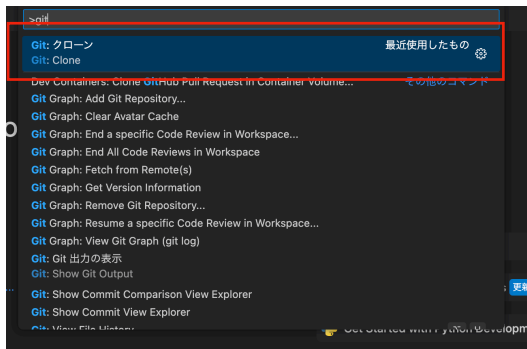 >git
Git: クローン 最近使用したもの
Git: Clone
Dev Containers: Clone GitHub Pull Request in Container Volume... その他のコマンド
Git Graph: Add Git Repository...
Git Graph: Clear Avatar Cache
Git Graph: End a specific Code Review in Workspace...
Git Graph: End All Code Reviews in Workspace
Git Graph: Fetch from Remote(s)
Git Graph: Get Version Information
Git Graph: Remove Git Repository...
Git Graph: Resume a specific Code Review in Workspace...
Git Graph: View Git Graph (git log)
Git: Git 出力の表示
Git: Show Git Output
Git: Show Commit Comparison View Explorer
Git: Show Commit View Explorer
Git: View File History
Get Started with Python Developm